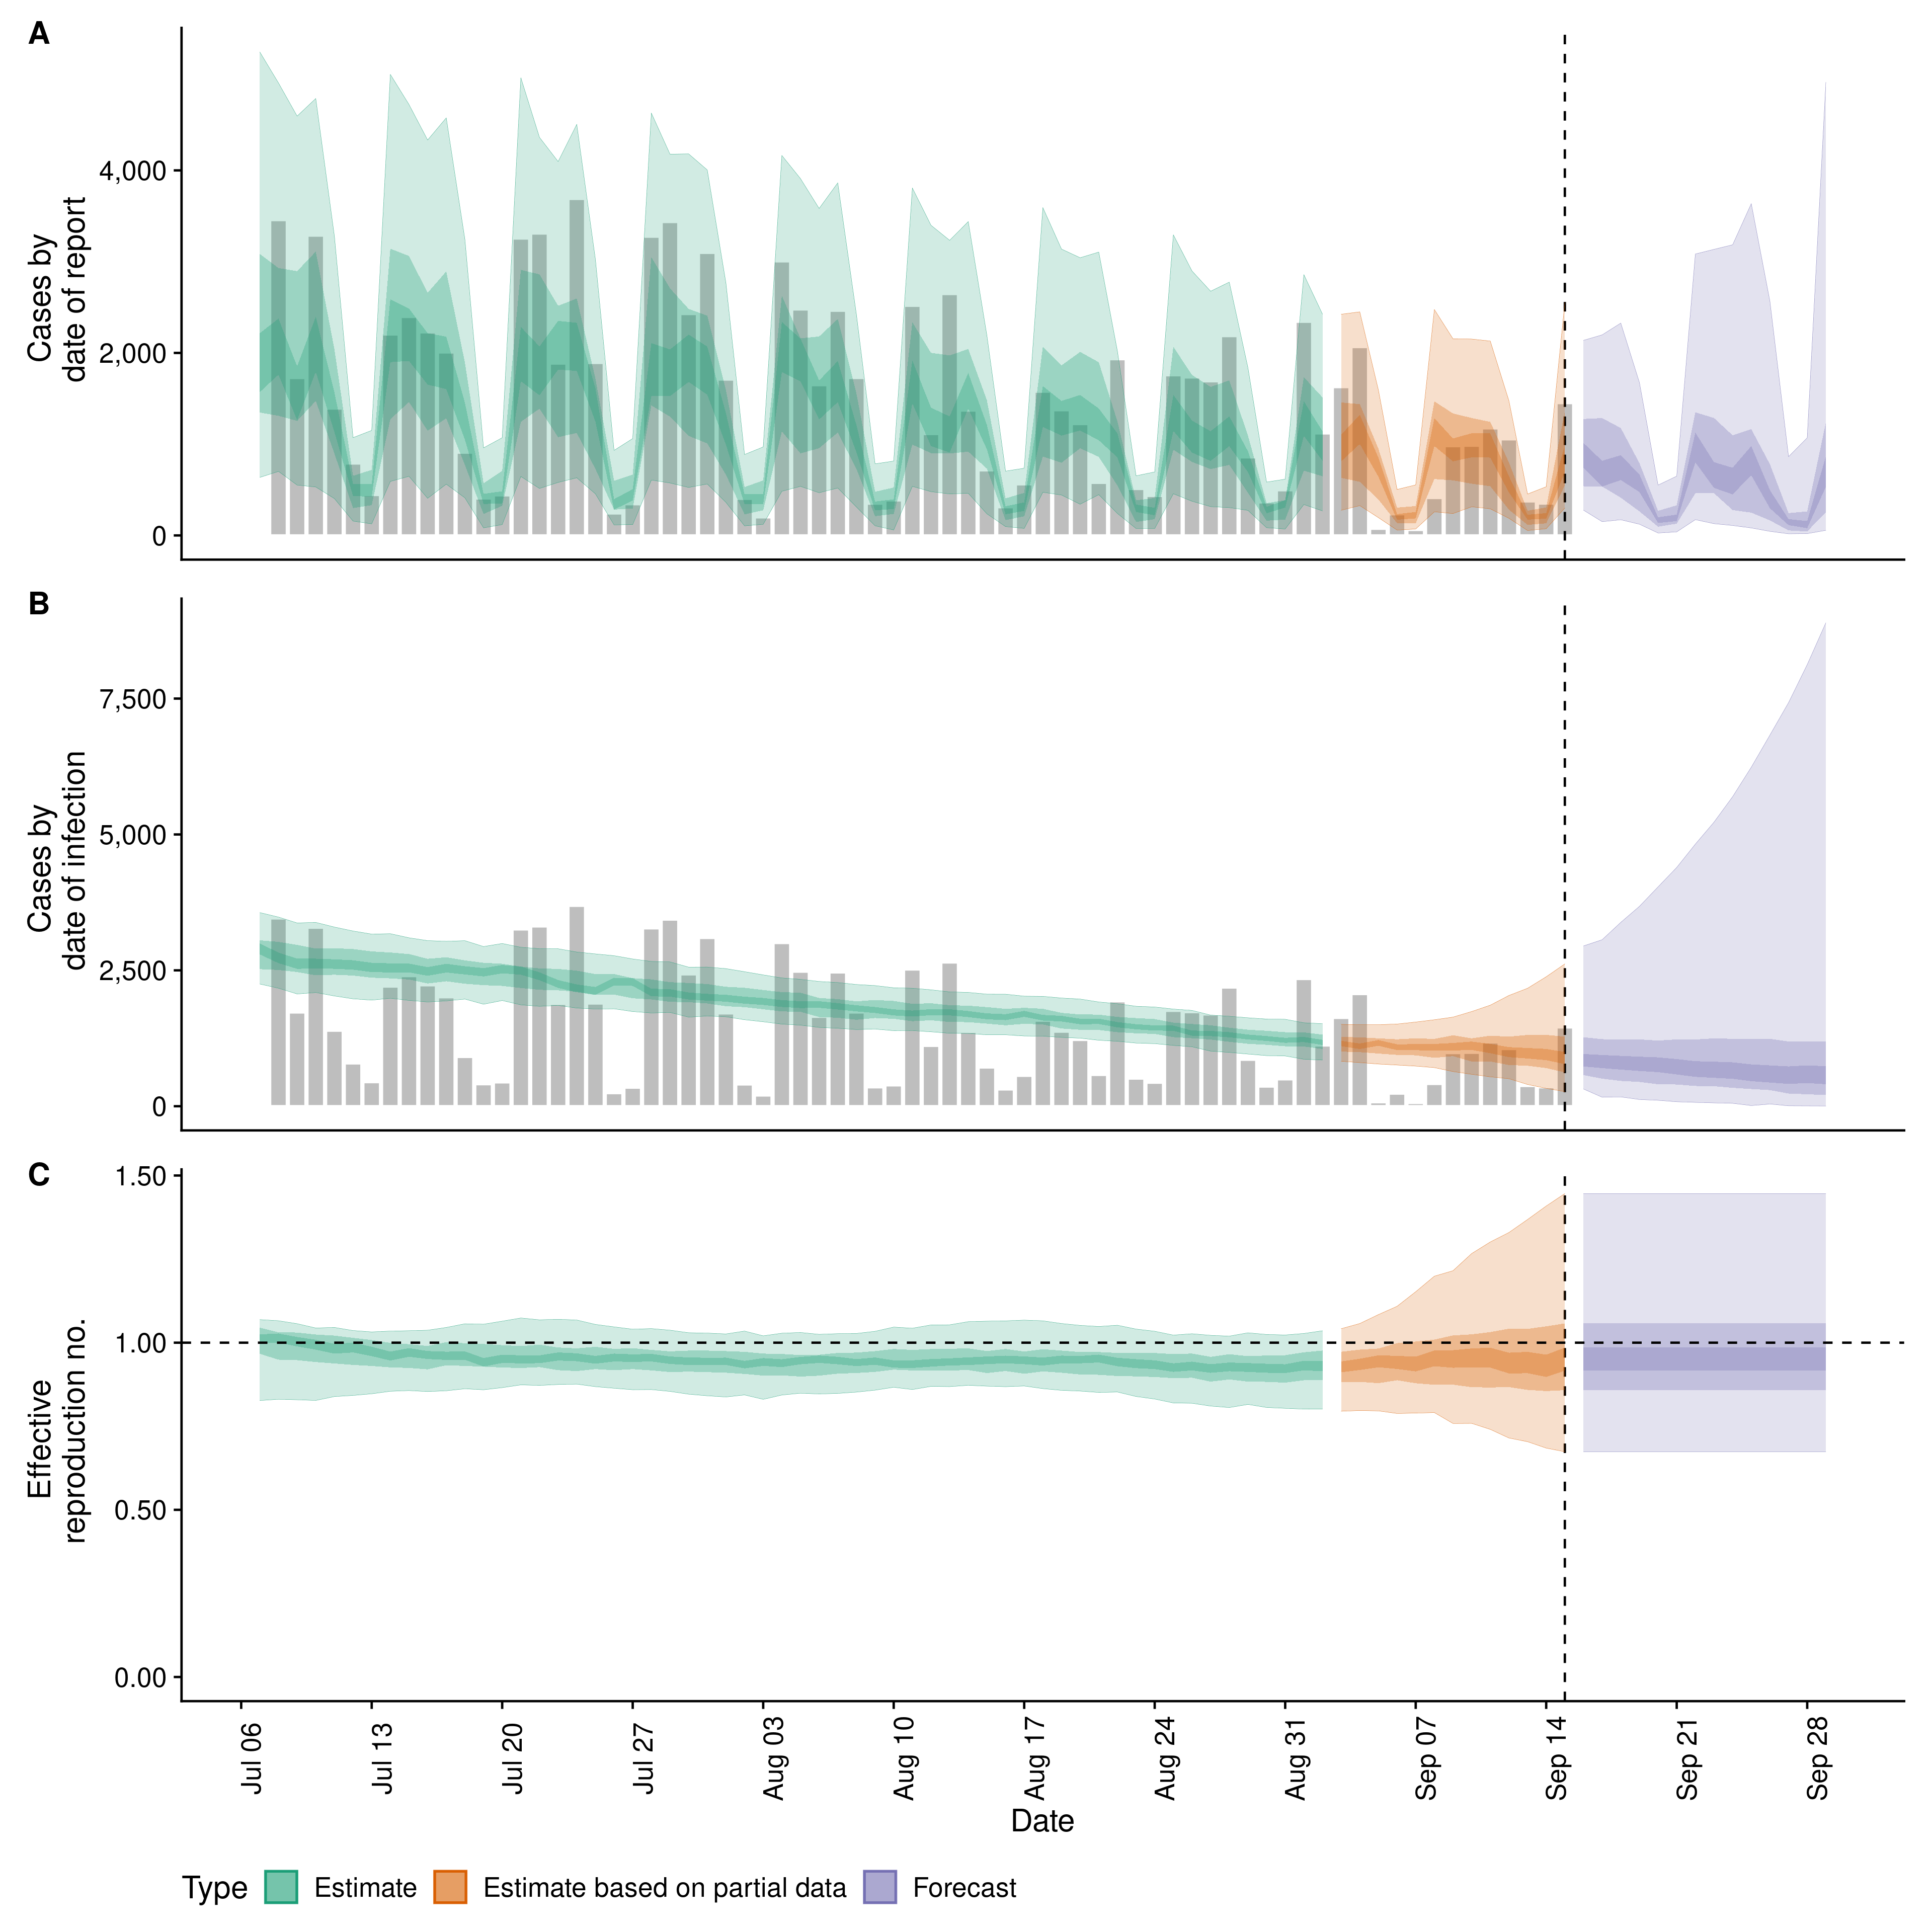 A
Cases by
date of report
4,000
2,000
0
B
Cases by
date of infection
7,500
5,000
2,500
0
C
Effective
reproduction no.
1.50
1.00
0.50
0.00
Jul 06
Jul 13
Jul 20
Jul 27
Aug 03
Aug 10
Aug 17
Aug 24
Aug 31
Sep 07
Sep 14
Sep 21
Sep 28
Date
Type Estimate Estimate based on partial data Forecast